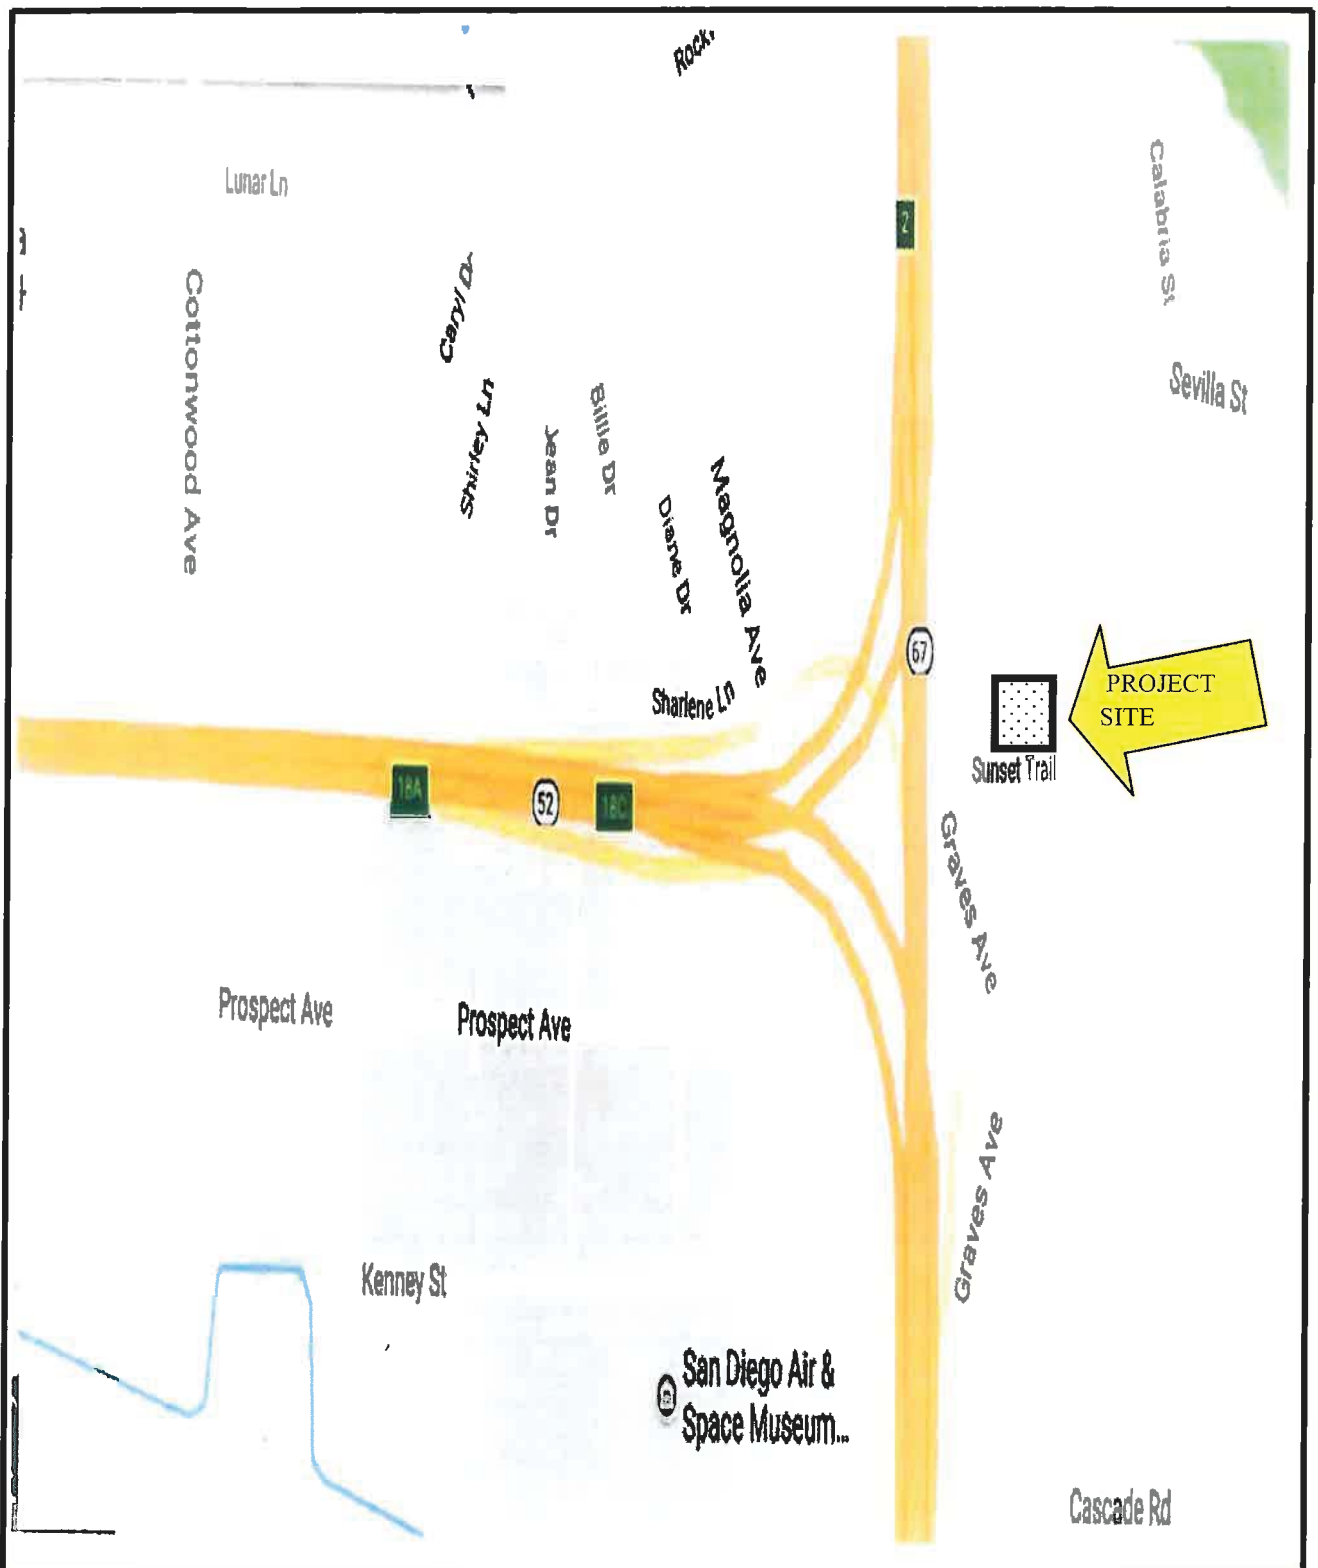 Lunar Ln
Cottonwood Ave
Caryl Dr
Shirley Ln
Jean Dr
Billie Dr
Diane Dr
Magnolia Ave
Sharlene Ln
2
Calabria St
Sevilla St
67
PROJECT
SITE
Sunset Trail
18A
52
18C
Graves Ave
Prospect Ave
Prospect Ave
Graves Ave
Kenney St
San Diego Air &
Space Museum...
Cascade Rd